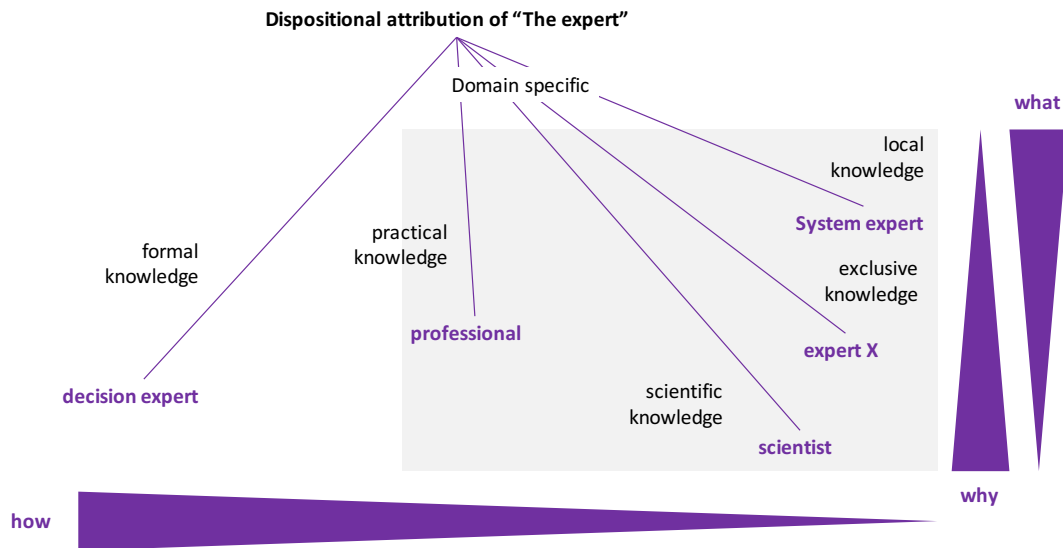 Dispositional attribution of “The expert”
Domain specific
what
local
knowledge
System expert
formal
knowledge
practical
knowledge
exclusive
knowledge
professional
expert X
decision expert
scientific
knowledge
scientist
why
how